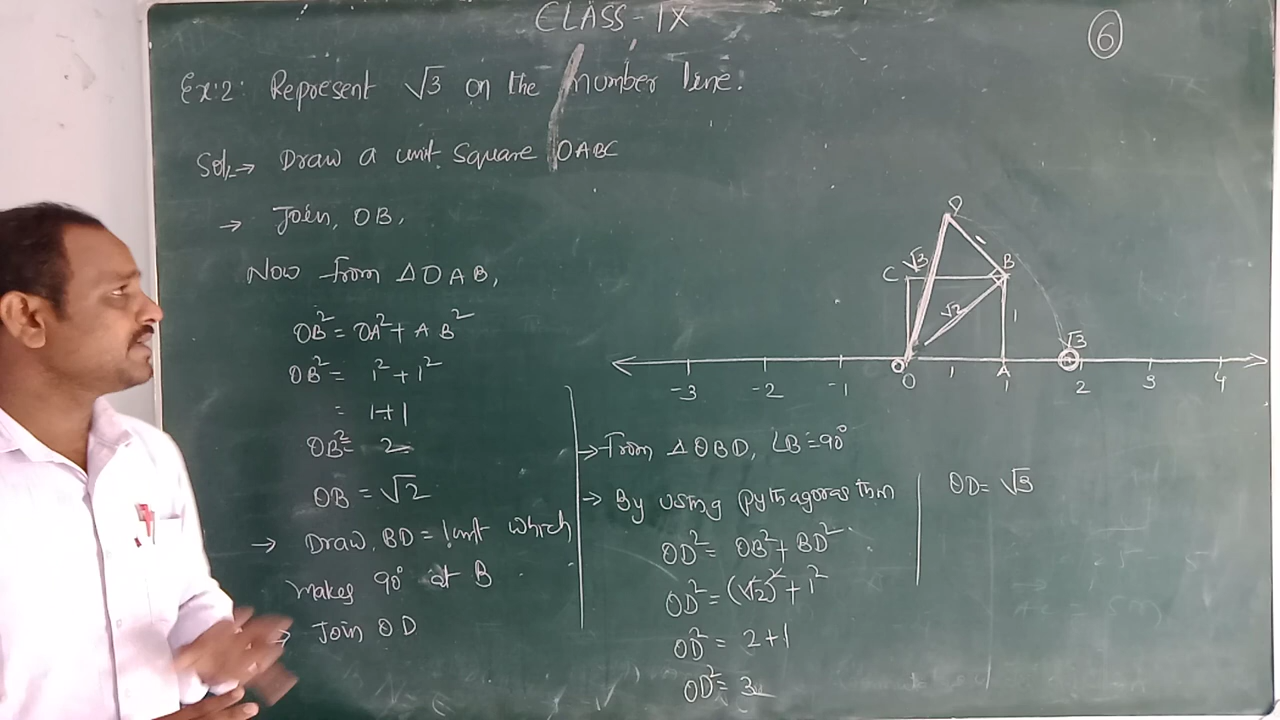 CLASS-IX
6
Ex:2: Represent √3 on the number line.
Sol:→ Draw a unit square OABC
→ Join, OB,
Now from △OAB,
OB²= OA²+ AB²
OB²= 1²+1²
= 1+1
OB²= 2
OB = √2
→ Draw, BD = 1unit which
makes 90° at B
→ Join OD
→ From △OBD, ∠B=90°
→ By using pythagoras thm
OD²= OB²+ BD²
OD²= (√2)²+1²
OD²= 2+1
OD²= 3
OD= √3
D
C √3 B
√2 1
√3
O A
-3 -2 -1 0 1 1 2 3 4